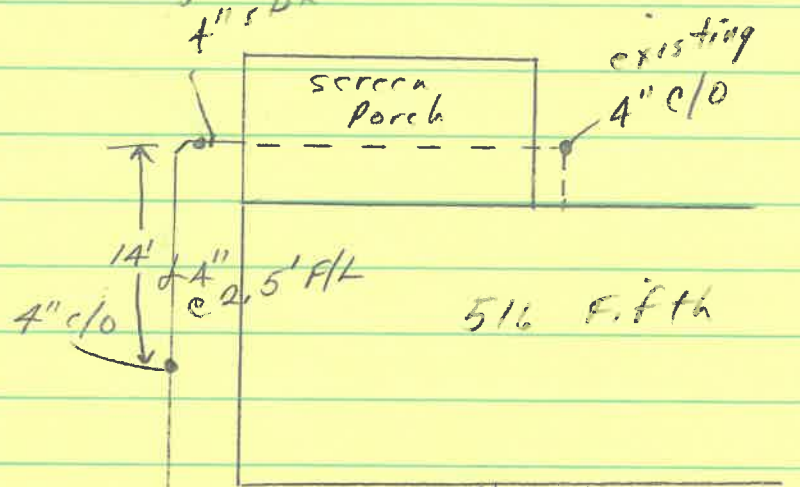 4" SDR
existing
4" c/o
screen
Porch
14'
4"
@ 2.5' F/L
4" c/o
516 Fifth